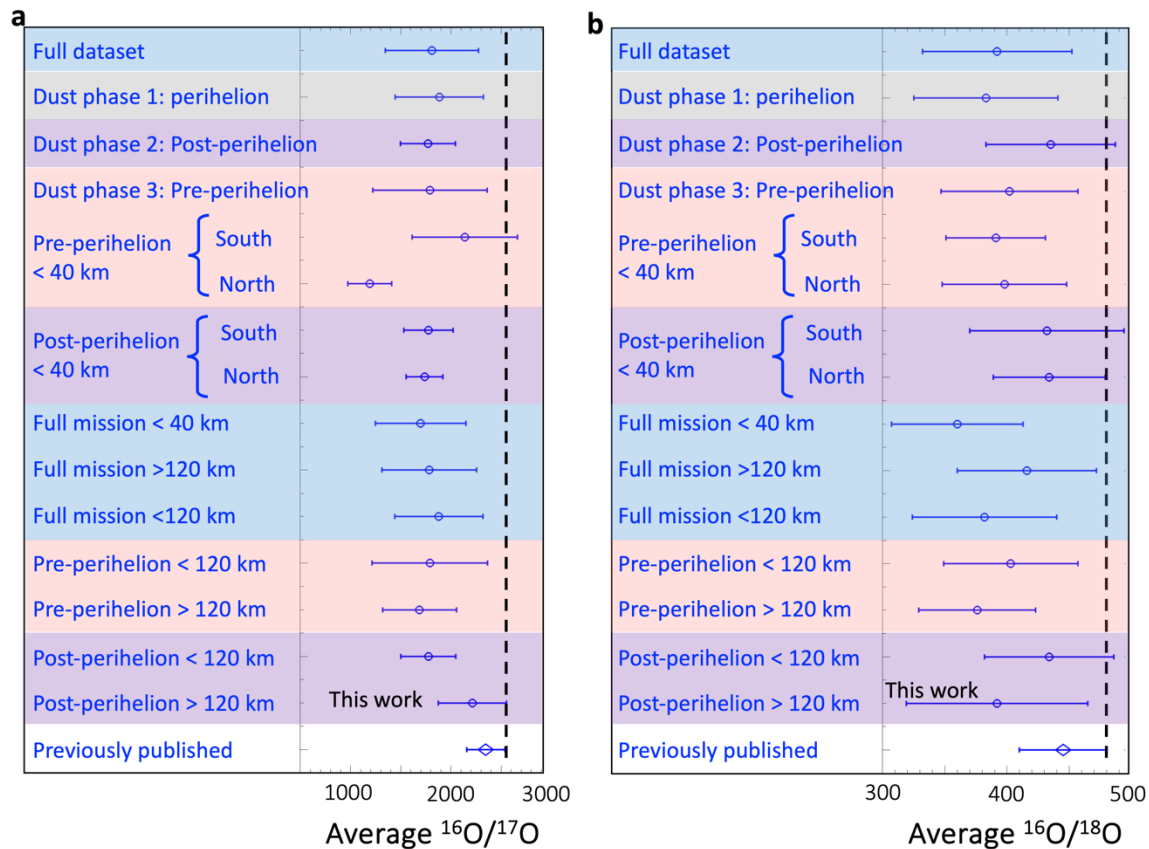 a
Full dataset
Dust phase 1: perihelion
Dust phase 2: Post-perihelion
Dust phase 3: Pre-perihelion
Pre-perihelion
< 40 km
South
North
Post-perihelion
< 40 km
South
North
Full mission < 40 km
Full mission >120 km
Full mission <120 km
Pre-perihelion < 120 km
Pre-perihelion > 120 km
Post-perihelion < 120 km
Post-perihelion > 120 km
This work
Previously published
1000 2000 3000
Average ¹⁶O/¹⁷O
b
Full dataset
Dust phase 1: perihelion
Dust phase 2: Post-perihelion
Dust phase 3: Pre-perihelion
Pre-perihelion
< 40 km
South
North
Post-perihelion
< 40 km
South
North
Full mission < 40 km
Full mission >120 km
Full mission <120 km
Pre-perihelion < 120 km
Pre-perihelion > 120 km
Post-perihelion < 120 km
Post-perihelion > 120 km
This work
Previously published
300 400 500
Average ¹⁶O/¹⁸O